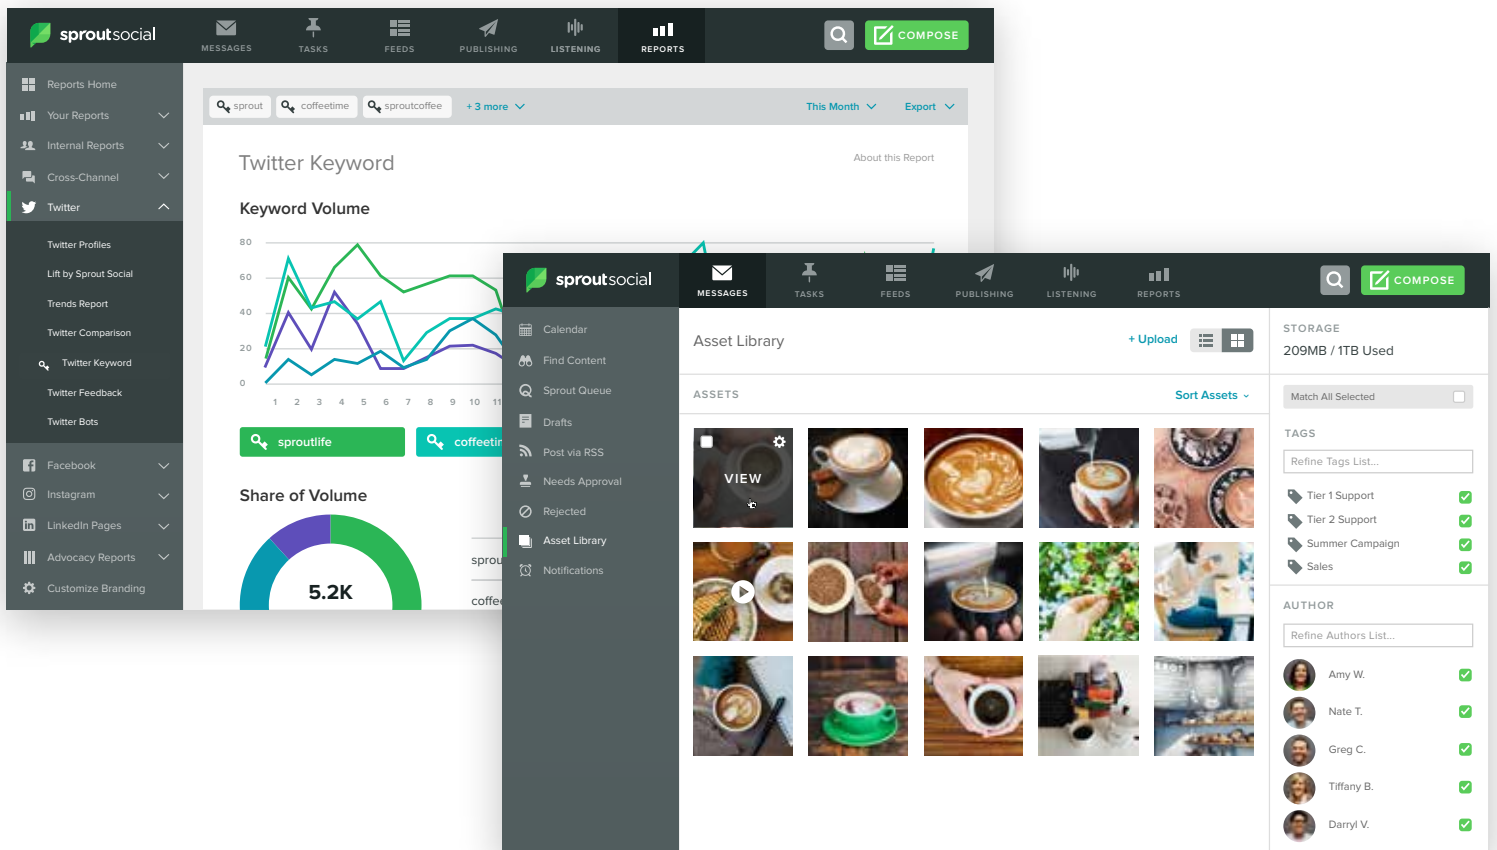 sproutsocial
MESSAGES
TASKS
FEEDS
PUBLISHING
LISTENING
REPORTS
COMPOSE
Reports Home
Your Reports
Internal Reports
Cross-Channel
Twitter
Twitter Profiles
Lift by Sprout Social
Trends Report
Twitter Comparison
Twitter Keyword
Twitter Feedback
Twitter Bots
Facebook
Instagram
LinkedIn Pages
Advocacy Reports
Customize Branding
sprout
coffeetime
sproutcoffee
+ 3 more
This Month
Export
Twitter Keyword
About this Report
Keyword Volume
80
60
40
20
0
1 2 3 4 5 6 7 8 9 10 11
sproutlife
coffeetir
Share of Volume
5.2K
sprou
coffee
sproutsocial
MESSAGES
TASKS
FEEDS
PUBLISHING
LISTENING
REPORTS
COMPOSE
Calendar
Find Content
Sprout Queue
Drafts
Post via RSS
Needs Approval
Rejected
Asset Library
Notifications
Asset Library
+ Upload
ASSETS
Sort Assets
VIEW
STORAGE
209MB / 1TB Used
Match All Selected
TAGS
Refine Tags List...
Tier 1 Support
Tier 2 Support
Summer Campaign
Sales
AUTHOR
Refine Authors List...
Amy W.
Nate T.
Greg C.
Tiffany B.
Darryl V.